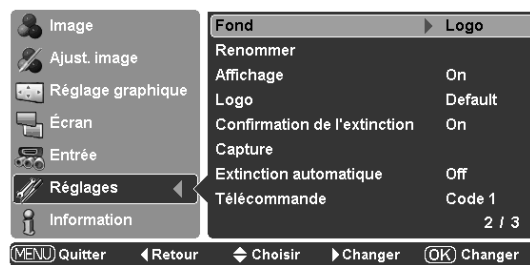 Image
Ajust. image
Réglage graphique
Écran
Entrée
Réglages
Information
Fond Logo
Renommer
Affichage On
Logo Default
Confirmation de l'extinction On
Capture
Extinction automatique Off
Télécommande Code 1
2 / 3
MENU Quitter Retour Choisir Changer OK Changer